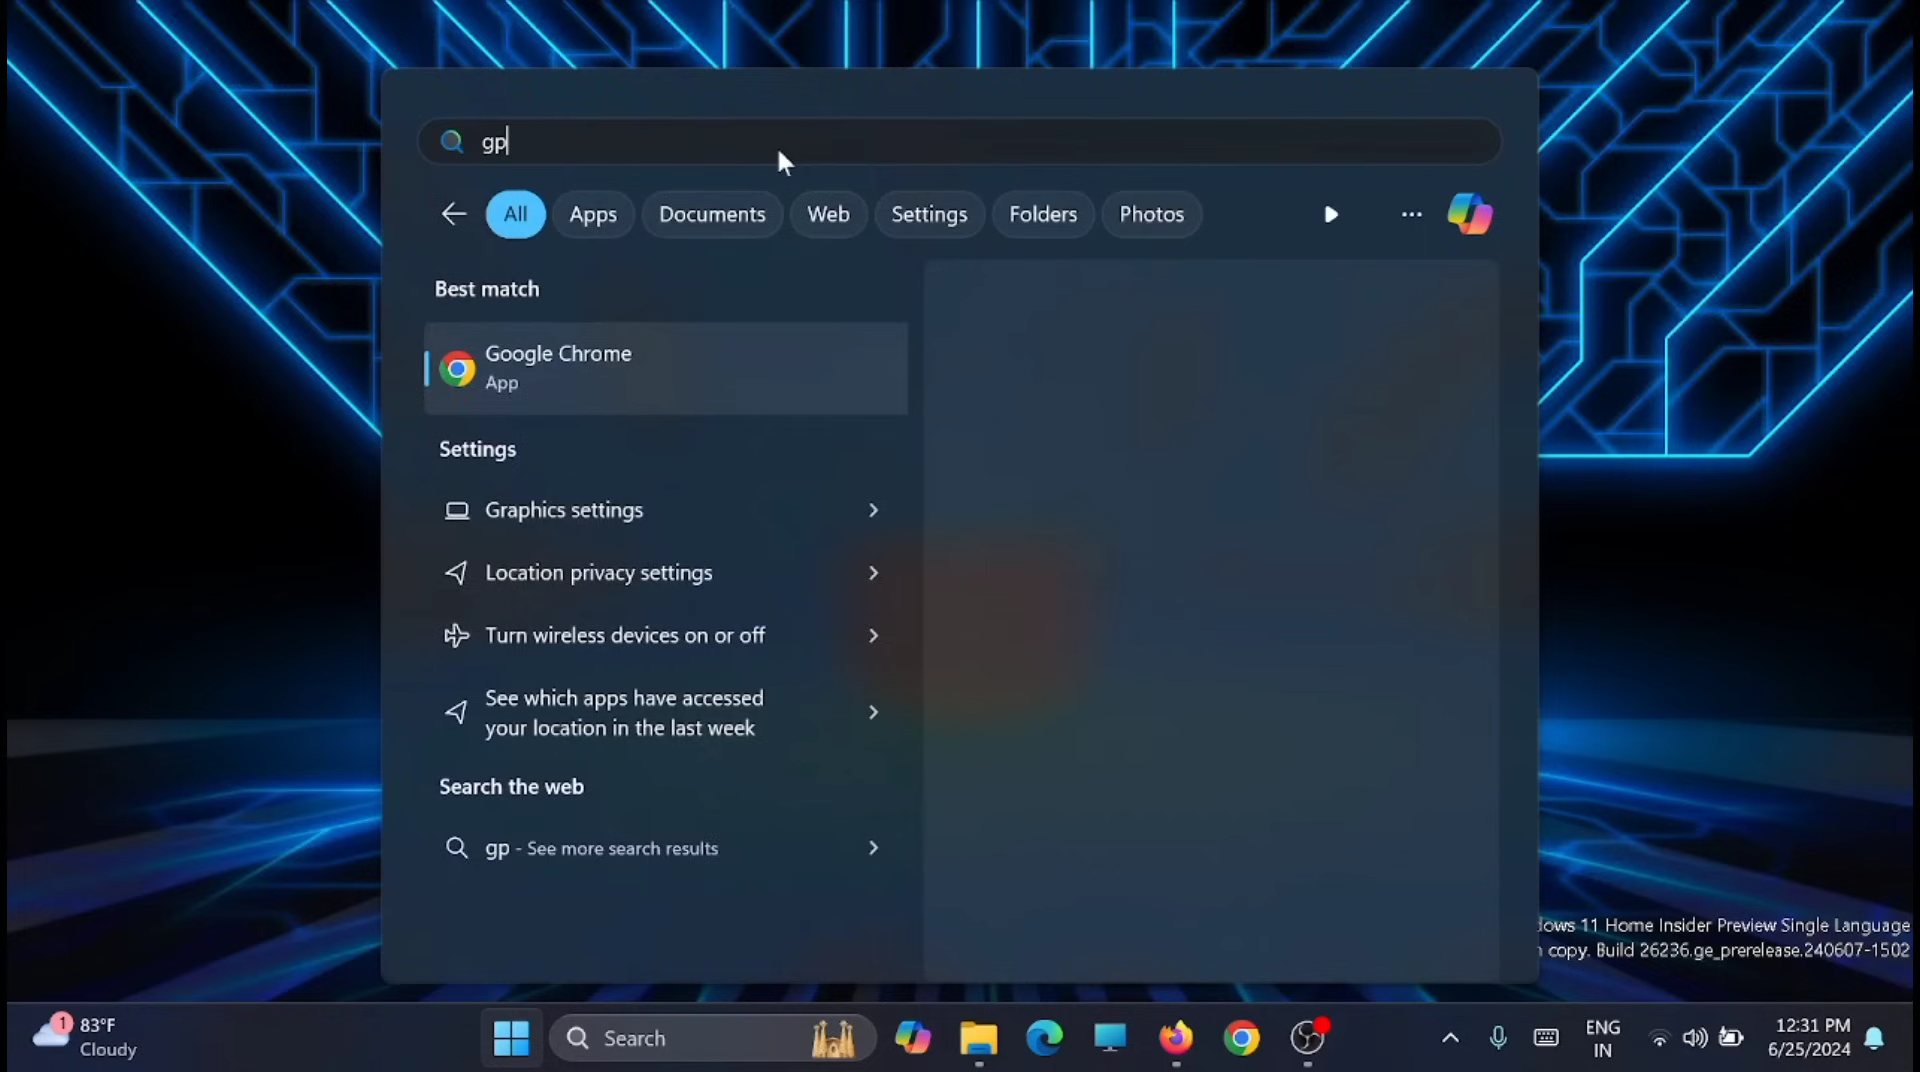 gp
All Apps Documents Web Settings Folders Photos
Best match
Google Chrome
App
Settings
Graphics settings
Location privacy settings
Turn wireless devices on or off
See which apps have accessed
your location in the last week
Search the web
gp - See more search results
11 Home Insider Preview Single Language
copy. Build 26236.ge_prerelease.240607-1502
1
83°F
Cloudy
Search
ENG
IN
12:31 PM
6/25/2024